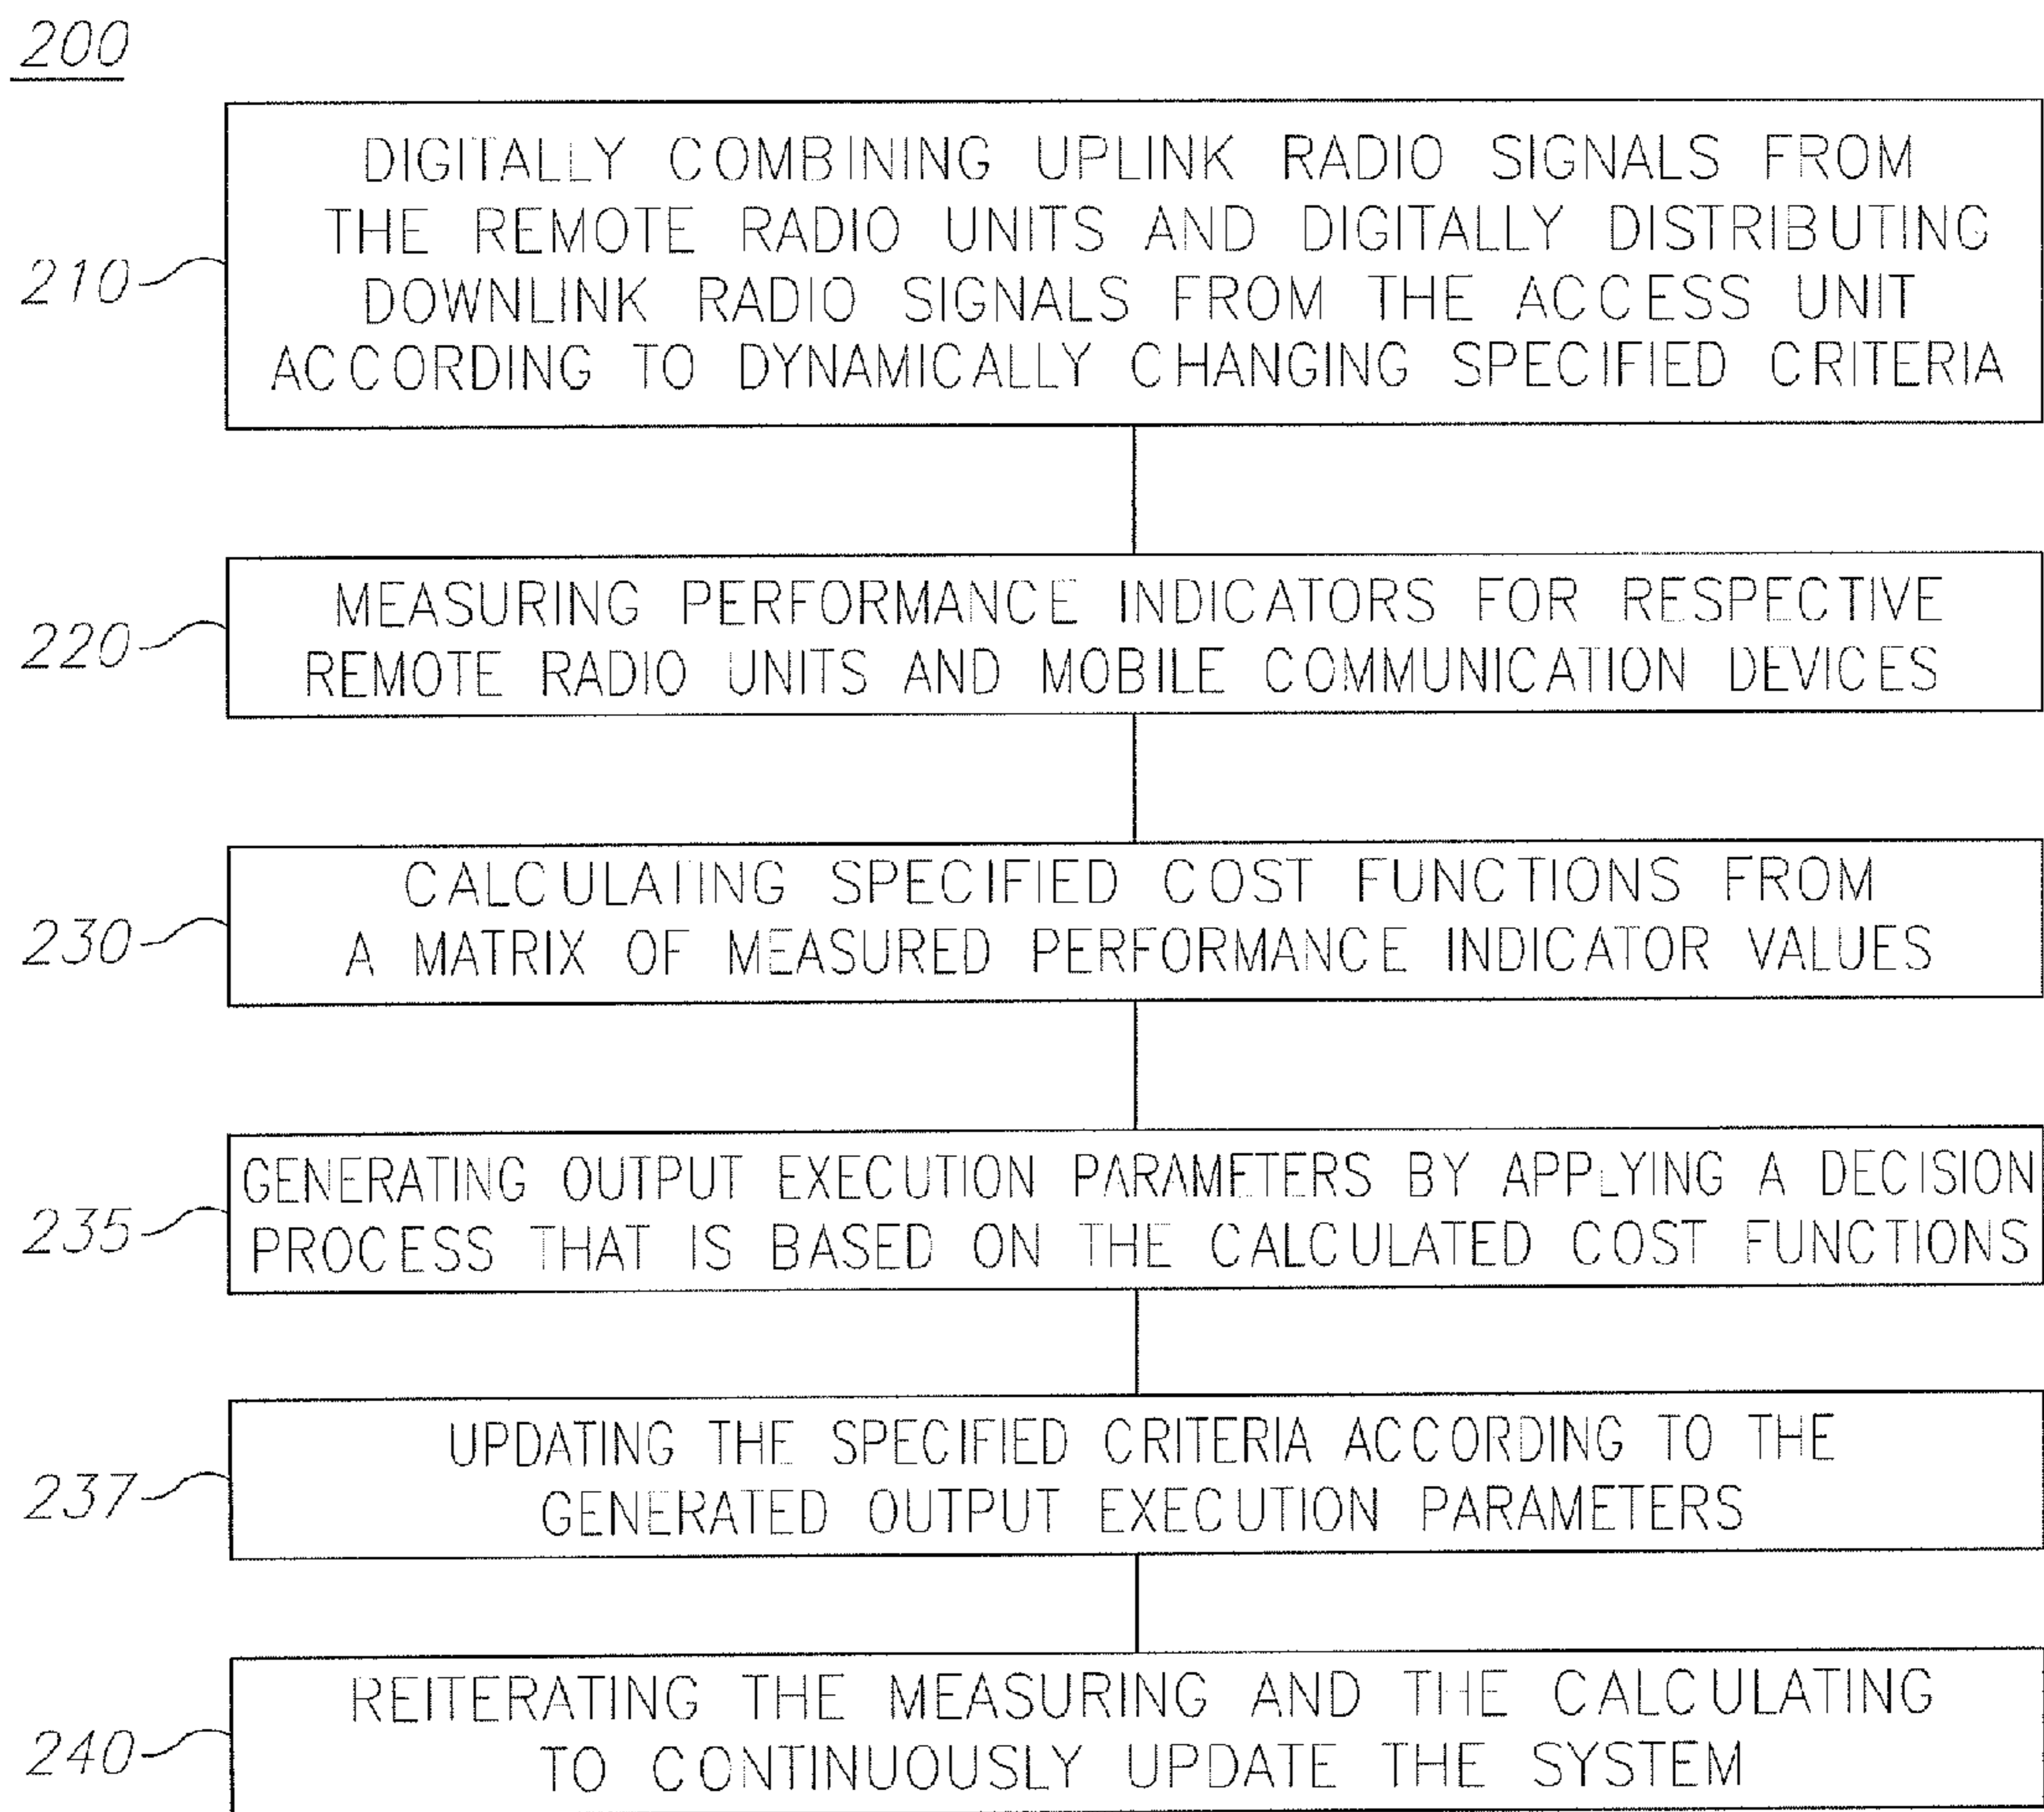 200
DIGITALLY COMBINING UPLINK RADIO SIGNALS FROM
THE REMOTE RADIO UNITS AND DIGITALLY DISTRIBUTING
DOWNLINK RADIO SIGNALS FROM THE ACCESS UNIT
ACCORDING TO DYNAMICALLY CHANGING SPECIFIED CRITERIA
210
MEASURING PERFORMANCE INDICATORS FOR RESPECTIVE
REMOTE RADIO UNITS AND MOBILE COMMUNICATION DEVICES
220
CALCULATING SPECIFIED COST FUNCTIONS FROM
A MATRIX OF MEASURED PERFORMANCE INDICATOR VALUES
230
GENERATING OUTPUT EXECUTION PARAMETERS BY APPLYING A DECISION
PROCESS THAT IS BASED ON THE CALCULATED COST FUNCTIONS
235
UPDATING THE SPECIFIED CRITERIA ACCORDING TO THE
GENERATED OUTPUT EXECUTION PARAMETERS
237
REITERATING THE MEASURING AND THE CALCULATING
TO CONTINUOUSLY UPDATE THE SYSTEM
240